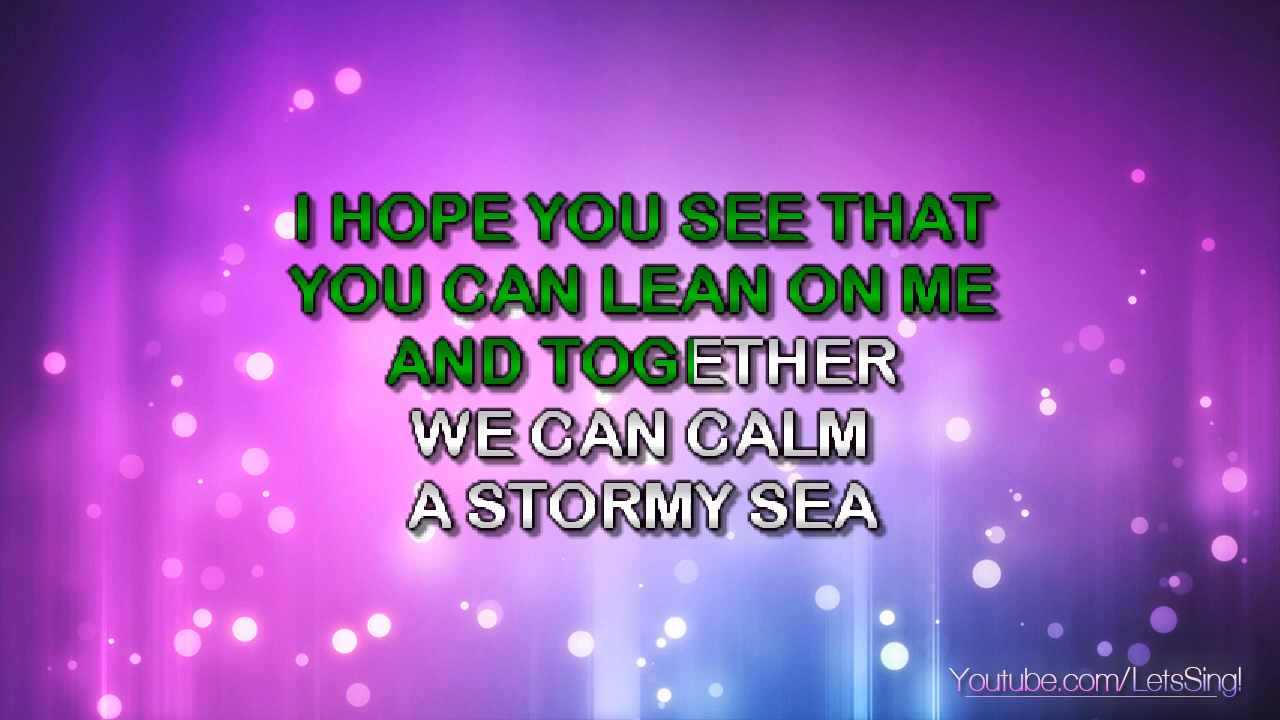 I HOPE YOU SEE THAT
YOU CAN LEAN ON ME
AND TOGETHER
WE CAN CALM
A STORMY SEA
Youtube.com/LetsSing!